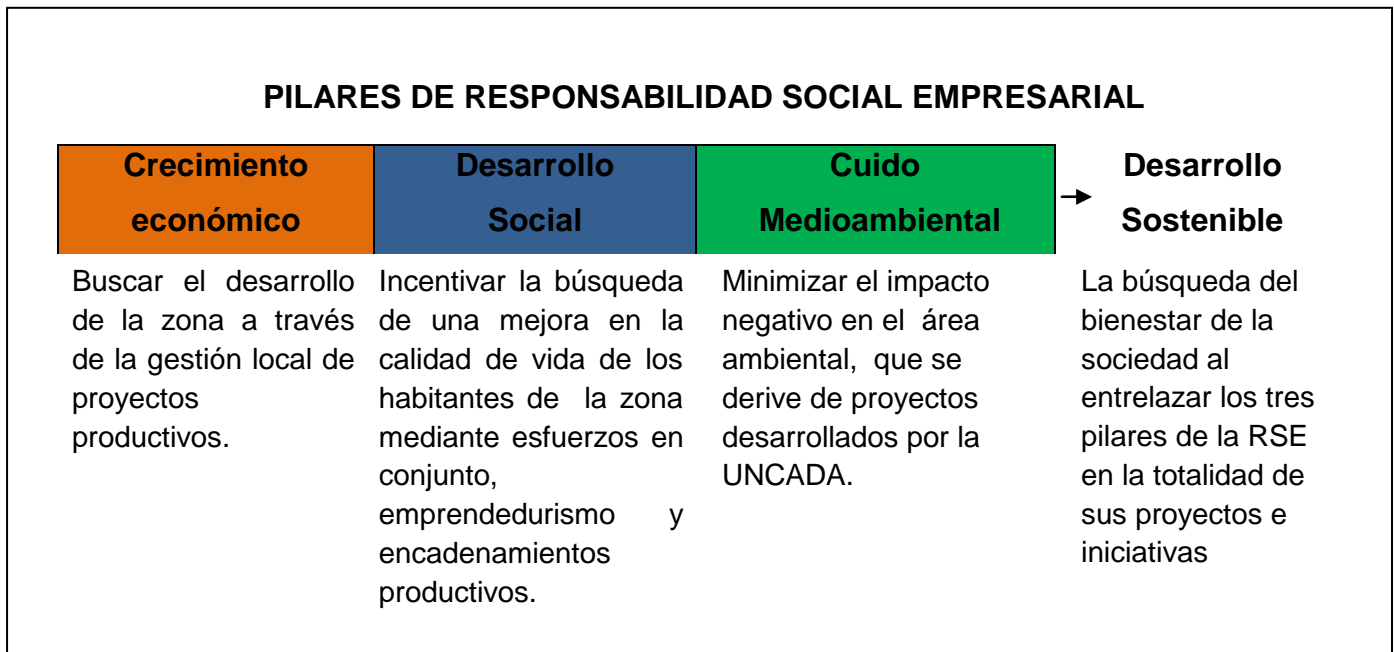 PILARES DE RESPONSABILIDAD SOCIAL EMPRESARIAL
Crecimiento
económico
Desarrollo
Social
Cuido
Medioambiental
Desarrollo
Sostenible
Buscar el desarrollo
de la zona a través
de la gestión local de
proyectos
productivos.
Incentivar la búsqueda
de una mejora en la
calidad de vida de los
habitantes de la zona
mediante esfuerzos en
conjunto,
emprendedurismo y
encadenamientos
productivos.
Minimizar el impacto
negativo en el área
ambiental, que se
derive de proyectos
desarrollados por la
UNCADA.
La búsqueda del
bienestar de la
sociedad al
entrelazar los tres
pilares de la RSE
en la totalidad de
sus proyectos e
iniciativas